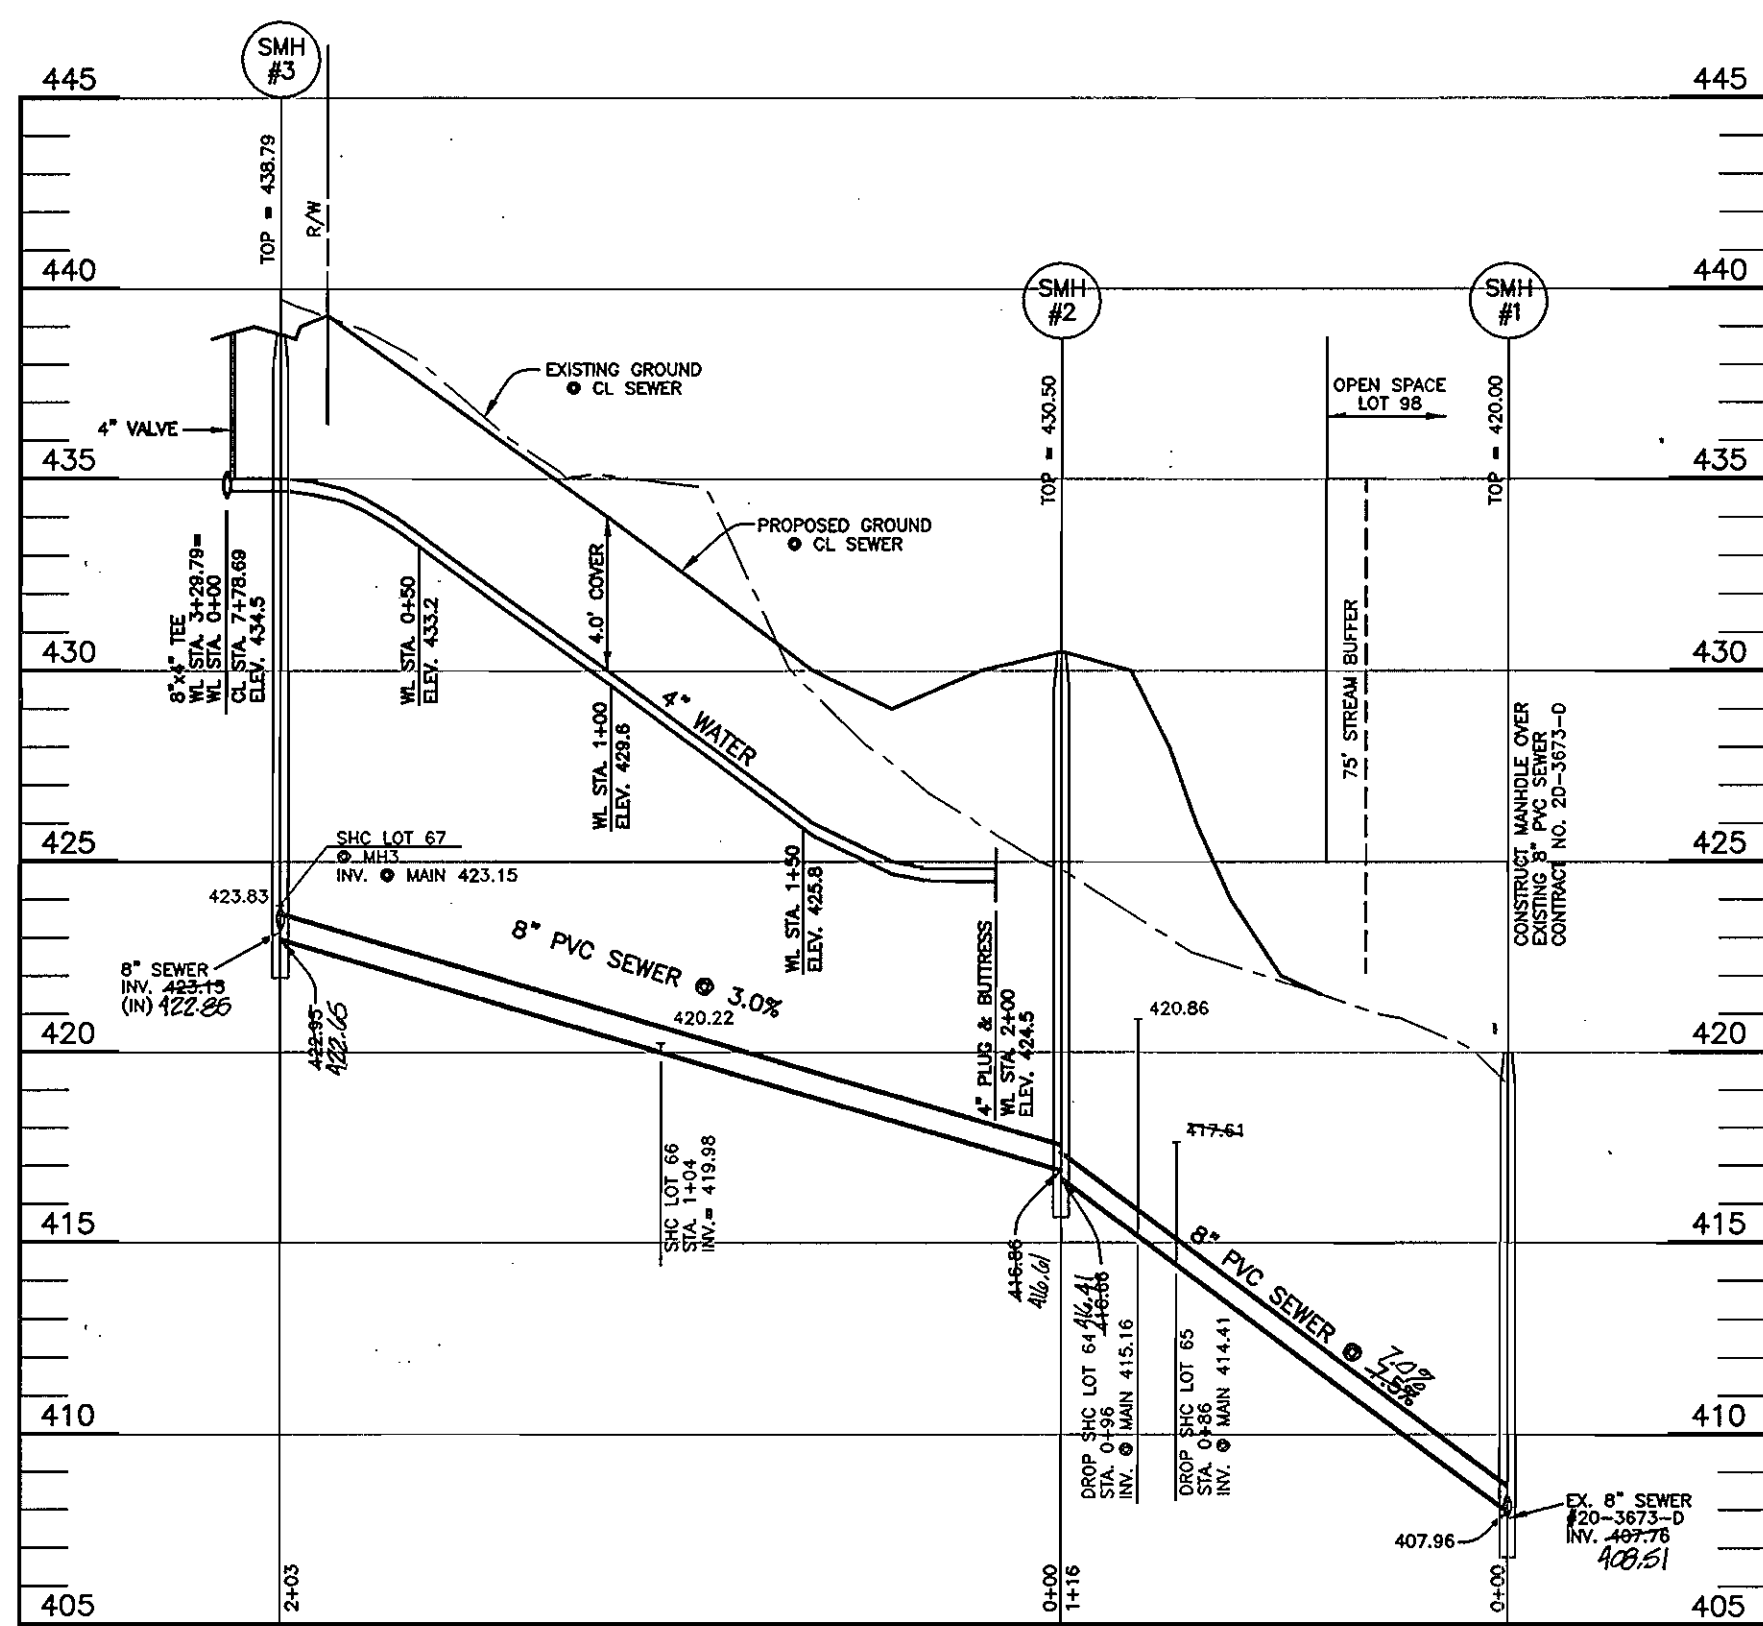 SMH
#3
445
445
TOP = 438.79
R/W
440
440
SMH
#2
SMH
#1
EXISTING GROUND
@ CL SEWER
OPEN SPACE
LOT 98
TOP = 430.50
TOP = 420.00
4" VALVE
435
435
PROPOSED GROUND
@ CL SEWER
8"x4" TEE
WL STA. 3+29.79=
WL STA. 0+00
CL STA. 7+78.69
ELEV. 434.5
WL STA. 0+50
ELEV. 433.2
4.0' COVER
430
430
4" WATER
WL STA. 1+00
ELEV. 429.6
75' STREAM BUFFER
CONSTRUCT MANHOLE OVER
EXISTING 8" PVC SEWER
CONTRACT NO. 20-3673-D
425
425
SHC LOT 67
@ MH3
INV. @ MAIN 423.15
423.83
WL STA. 1+50
ELEV. 425.8
8" PVC SEWER @ 3.0%
8" SEWER
INV. 423.15
(IN) 422.85
422.95
422.65
420
420
420.22
4" PLUG & BUTTRESS
WL STA. 2+00
ELEV. 424.5
420.86
417.61
SHC LOT 66
STA. 1+04
INV.= 419.98
415
415
416.86
416.61
416.41
416.66
8" PVC SEWER @ 7.5%
7.0%
DROP SHC LOT 64
STA. 0+96
INV. @ MAIN 415.16
DROP SHC LOT 65
STA. 0+86
INV. @ MAIN 414.41
410
410
407.96
EX. 8" SEWER
#20-3673-D
INV. 407.76
408.51
405
405
2+03
0+00
1+16
0+00